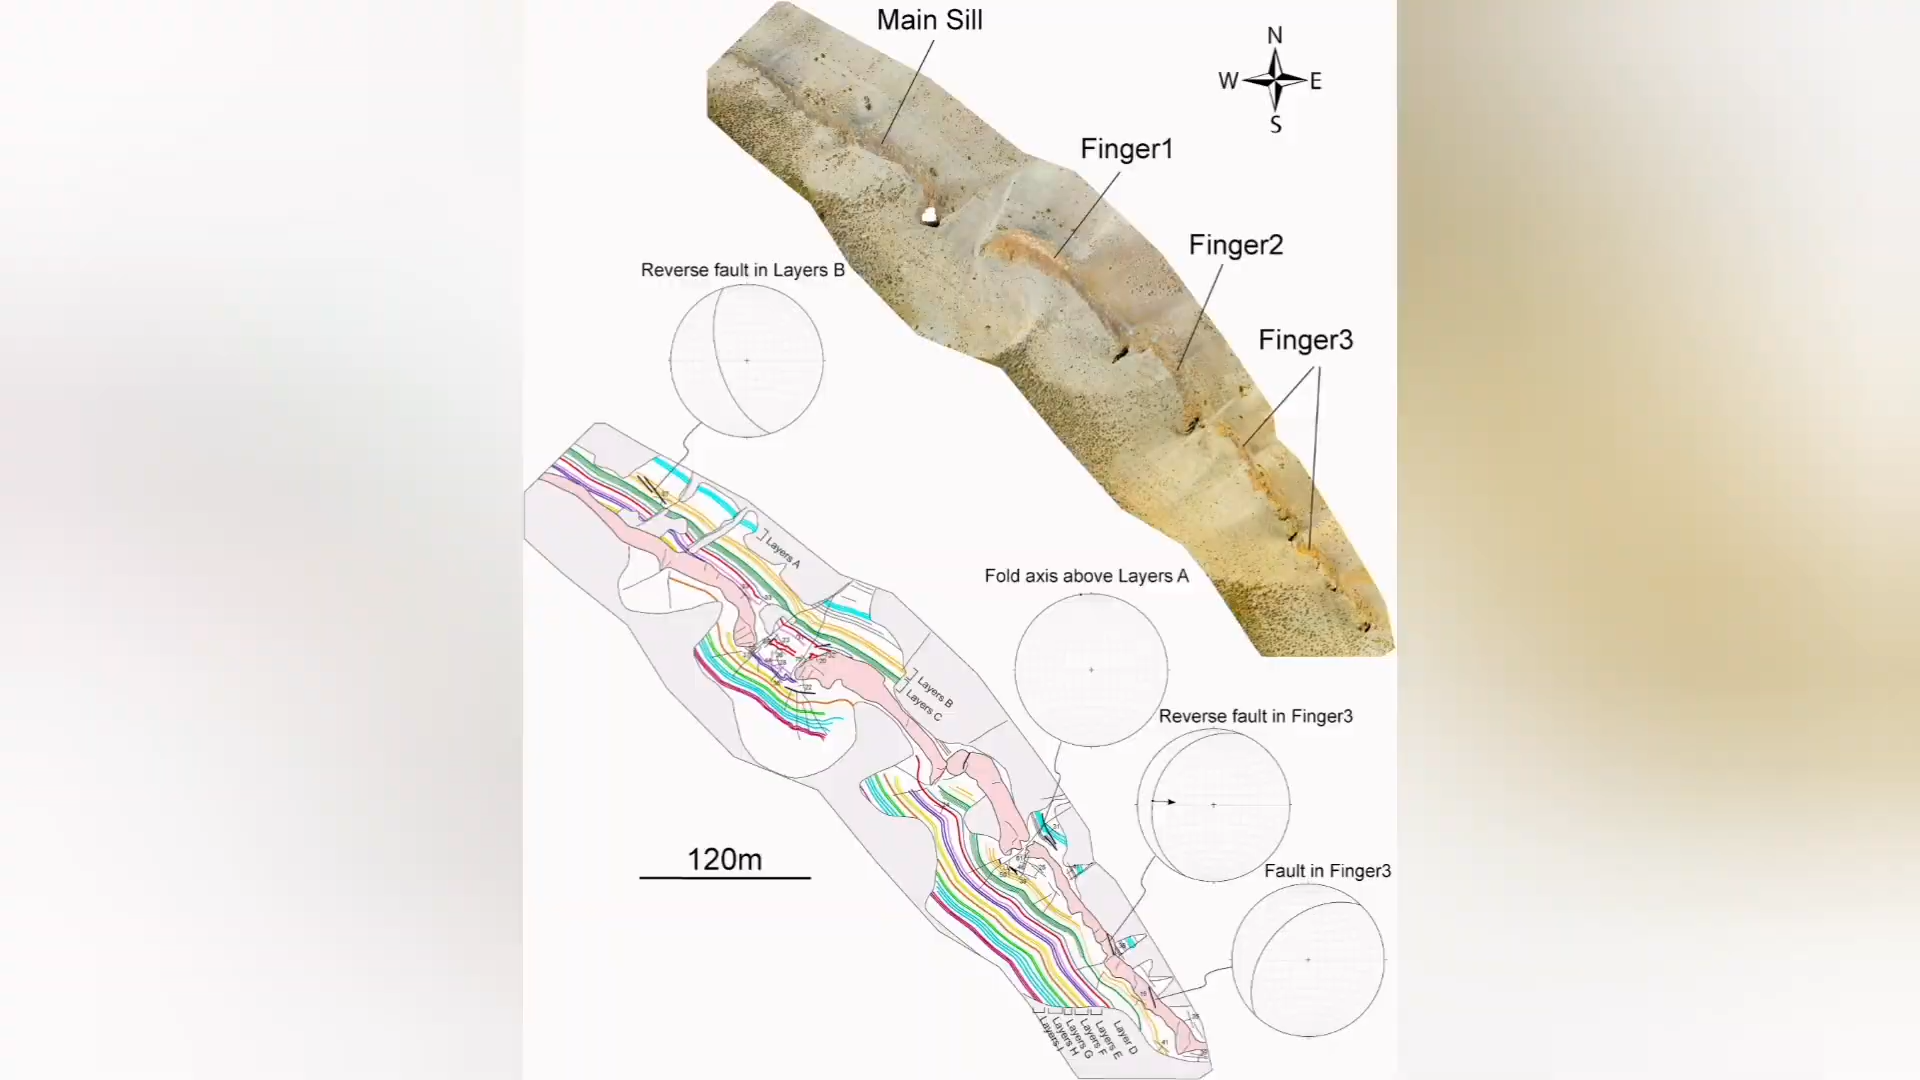 Main Sill
N
W
E
S
Finger1
Finger2
Reverse fault in Layers B
Finger3
Layers A
Fold axis above Layers A
Layers B
Layers C
Reverse fault in Finger3
120m
Fault in Finger3
Layers I
Layers H
Layers G
Layers F
Layers E
Layer D